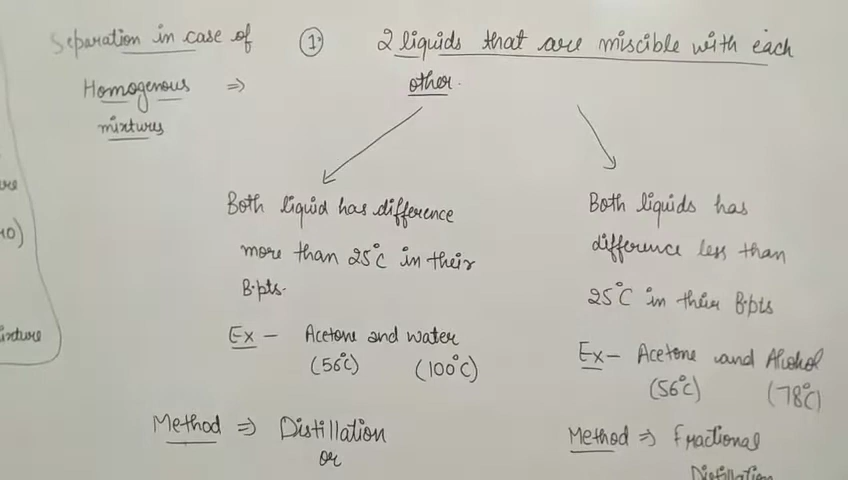 Separation in case of
Homogenous ⇒
mixtures
① 2 liquids that are miscible with each
other.
Both liquid has difference
more than 25°C in their
B.pts.
Ex – Acetone and water
(56°C) (100°C)
Method ⇒ Distillation
or
Both liquids has
difference less than
25°C in their B.pts
Ex – Acetone and Alcohol
(56°C) (78°C)
Method ⇒ Fractional
Distillation